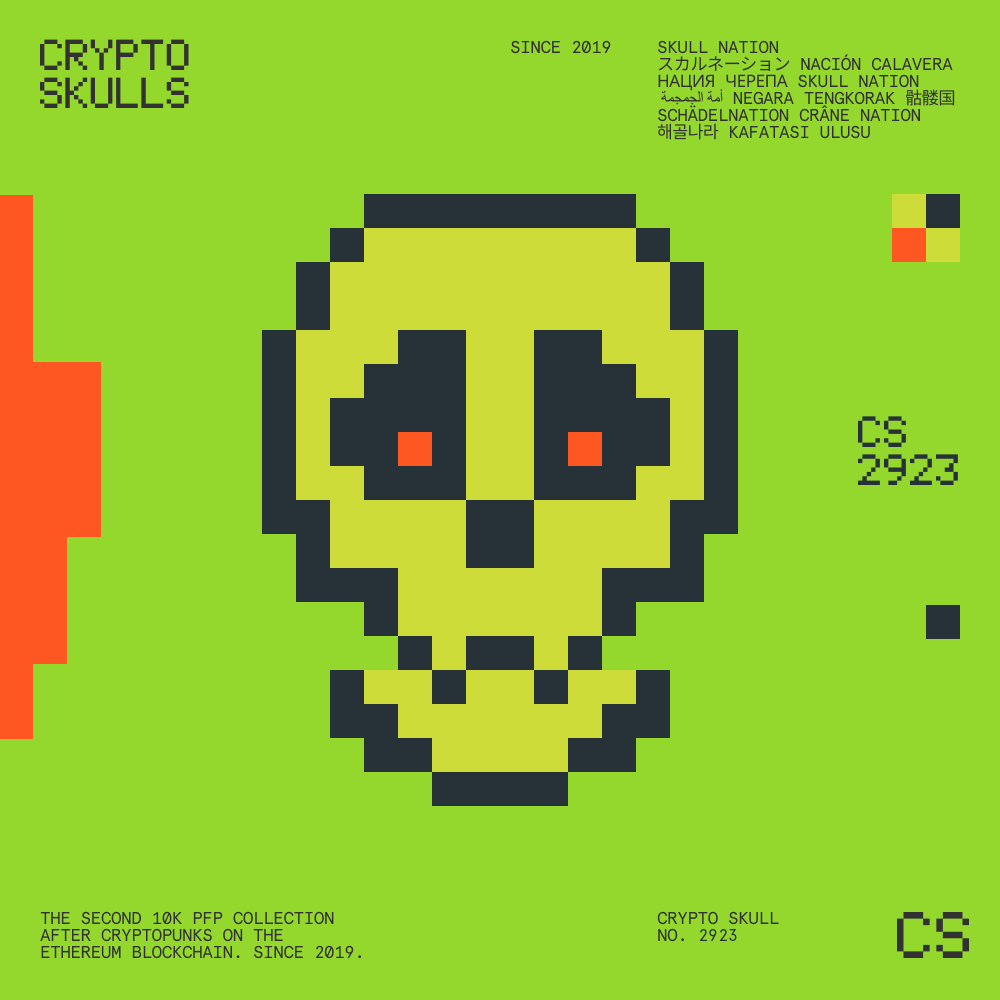 CRYPTO
SKULLS
SINCE 2019
SKULL NATION
スカルネーション NACIÓN CALAVERA
НАЦИЯ ЧЕРЕПА SKULL NATION
أمة الجمجمة NEGARA TENGKORAK 骷髅国
SCHÄDELNATION CRÂNE NATION
해골나라 KAFATASI ULUSU
CS
2923
THE SECOND 10K PFP COLLECTION
AFTER CRYPTOPUNKS ON THE
ETHEREUM BLOCKCHAIN. SINCE 2019.
CRYPTO SKULL
NO. 2923
CS